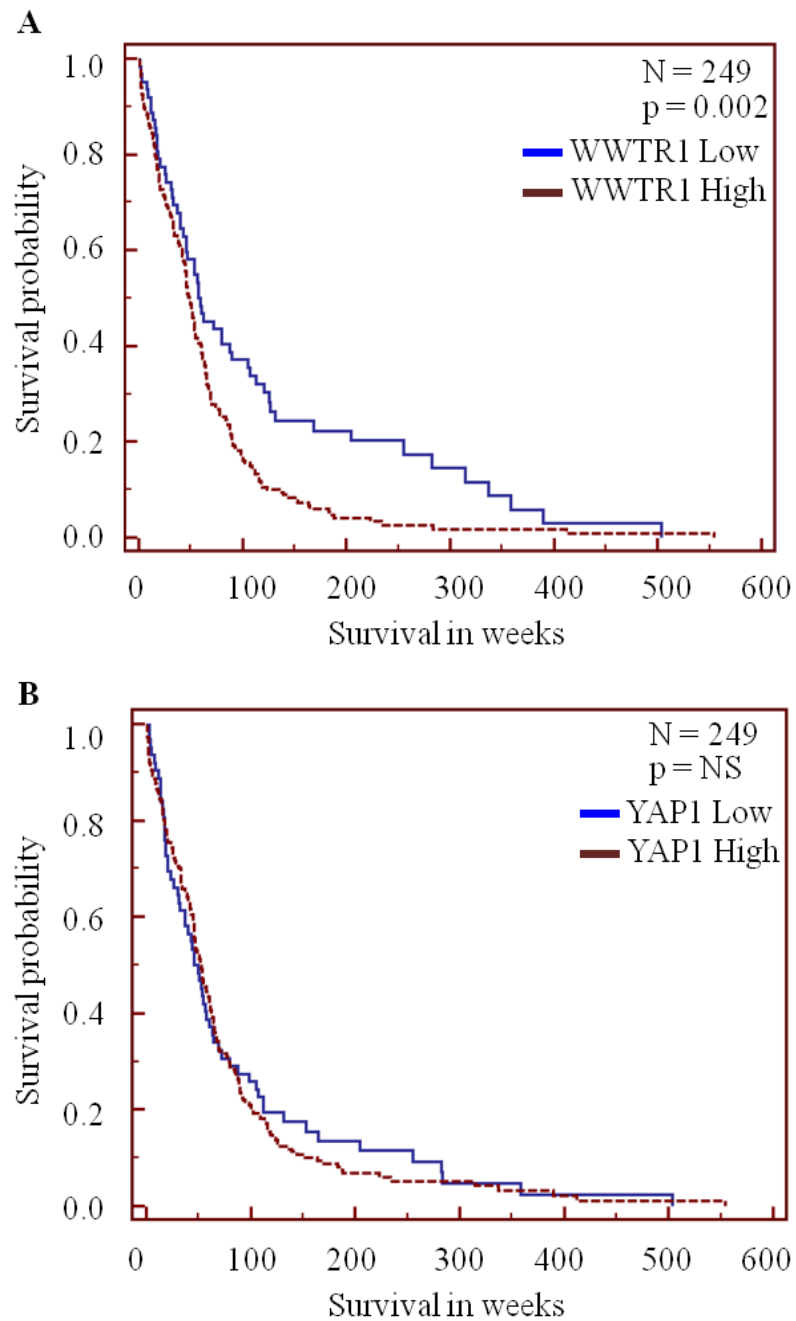 A
N = 249
p = 0.002
WWTR1 Low
WWTR1 High
Survival probability
1.0
0.8
0.6
0.4
0.2
0.0
0 100 200 300 400 500 600
Survival in weeks
B
N = 249
p = NS
YAP1 Low
YAP1 High
Survival probability
1.0
0.8
0.6
0.4
0.2
0.0
0 100 200 300 400 500 600
Survival in weeks